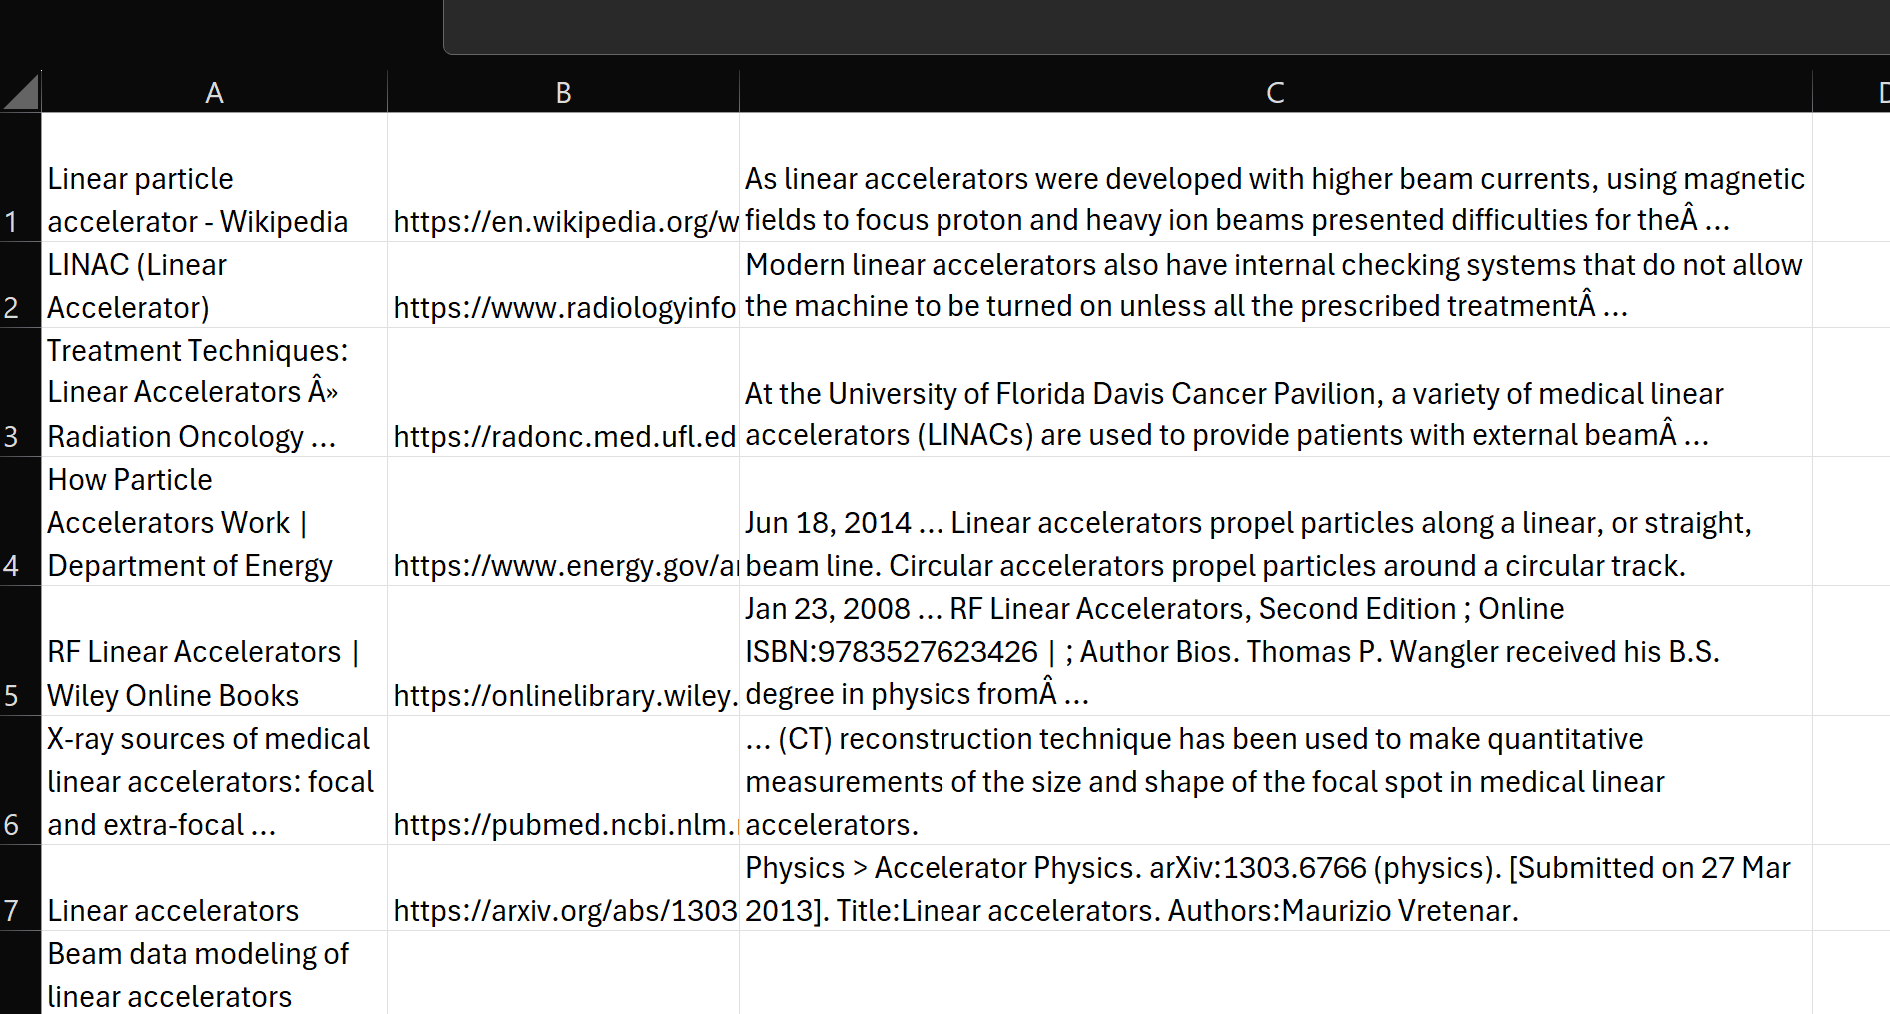 A B C D
Linear particle
accelerator - Wikipedia
1
https://en.wikipedia.org/w
As linear accelerators were developed with higher beam currents, using magnetic
fields to focus proton and heavy ion beams presented difficulties for theÂ ...
LINAC (Linear
Accelerator)
2
https://www.radiologyinfo
Modern linear accelerators also have internal checking systems that do not allow
the machine to be turned on unless all the prescribed treatmentÂ ...
Treatment Techniques:
Linear Accelerators Â»
Radiation Oncology ...
3
https://radonc.med.ufl.ed
At the University of Florida Davis Cancer Pavilion, a variety of medical linear
accelerators (LINACs) are used to provide patients with external beamÂ ...
How Particle
Accelerators Work |
Department of Energy
4
https://www.energy.gov/ar
Jun 18, 2014 ... Linear accelerators propel particles along a linear, or straight,
beam line. Circular accelerators propel particles around a circular track.
RF Linear Accelerators |
Wiley Online Books
5
https://onlinelibrary.wiley.
Jan 23, 2008 ... RF Linear Accelerators, Second Edition ; Online
ISBN:9783527623426 | ; Author Bios. Thomas P. Wangler received his B.S.
degree in physics fromÂ ...
X-ray sources of medical
linear accelerators: focal
and extra-focal ...
6
https://pubmed.ncbi.nlm.
... (CT) reconstruction technique has been used to make quantitative
measurements of the size and shape of the focal spot in medical linear
accelerators.
Linear accelerators
7
https://arxiv.org/abs/1303
Physics > Accelerator Physics. arXiv:1303.6766 (physics). [Submitted on 27 Mar
2013]. Title:Linear accelerators. Authors:Maurizio Vretenar.
Beam data modeling of
linear accelerators